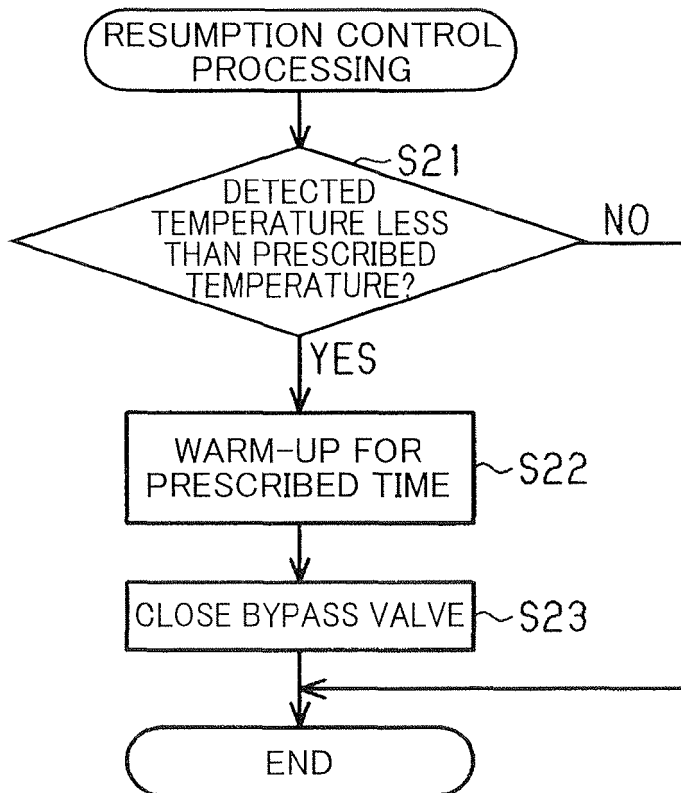 RESUMPTION CONTROL
PROCESSING
S21
DETECTED
TEMPERATURE LESS
THAN PRESCRIBED
TEMPERATURE?
NO
YES
WARM-UP FOR
PRESCRIBED TIME
S22
CLOSE BYPASS VALVE
S23
END